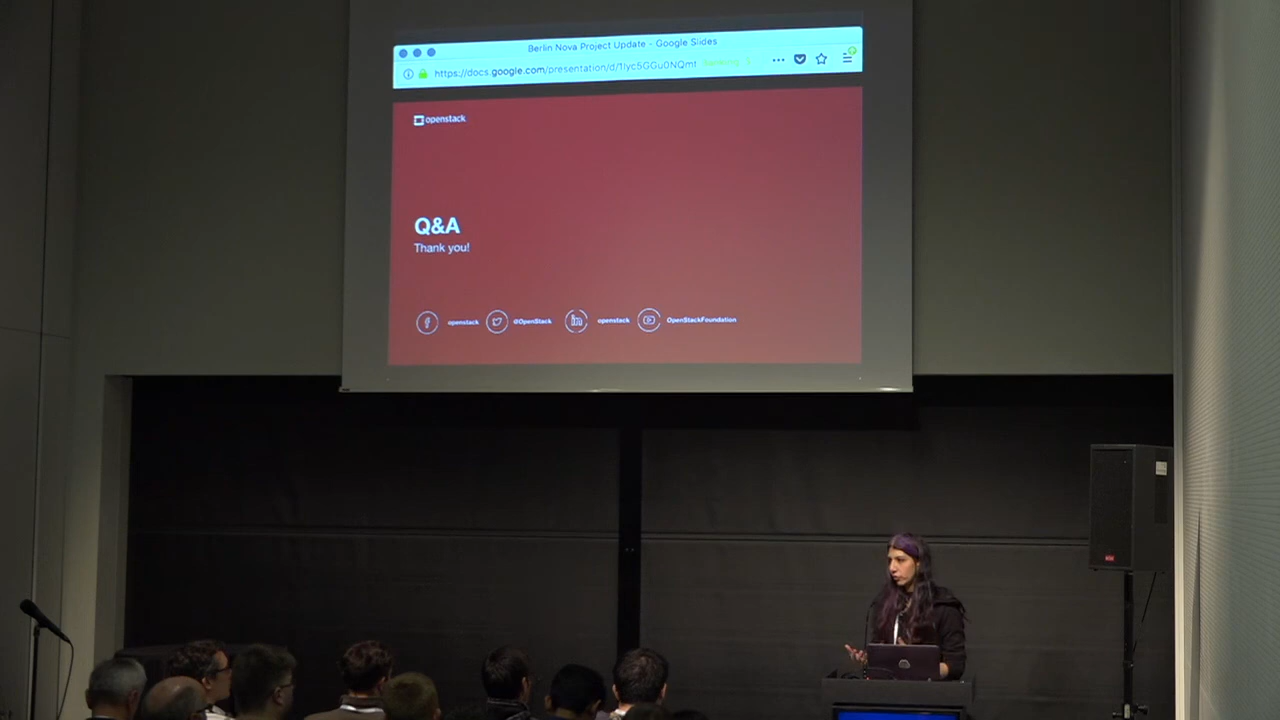 Berlin Nova Project Update - Google Slides
https://docs.google.com/presentation/d/1lyc5GGu0NQmt
openstack
Q&A
Thank you!
openstack @OpenStack openstack OpenStackFoundation